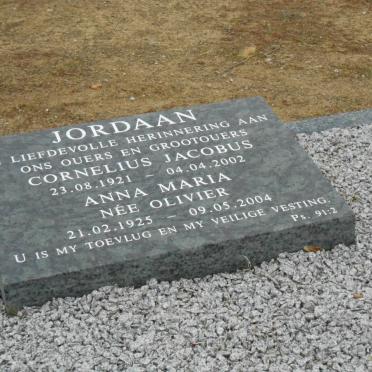 JORDAAN
LIEFDEVOLLE HERINNERING AAN
ONS OUERS EN GROOTOUERS
CORNELIUS JACOBUS
23.08.1921 - 04.04.2002
ANNA MARIA
NÉE OLIVIER
21.02.1925 - 09.05.2004
U IS MY TOEVLUG EN MY VEILIGE VESTING.
PS. 91:2